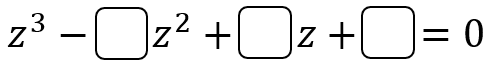 z³ − □z² + □z + □ = 0